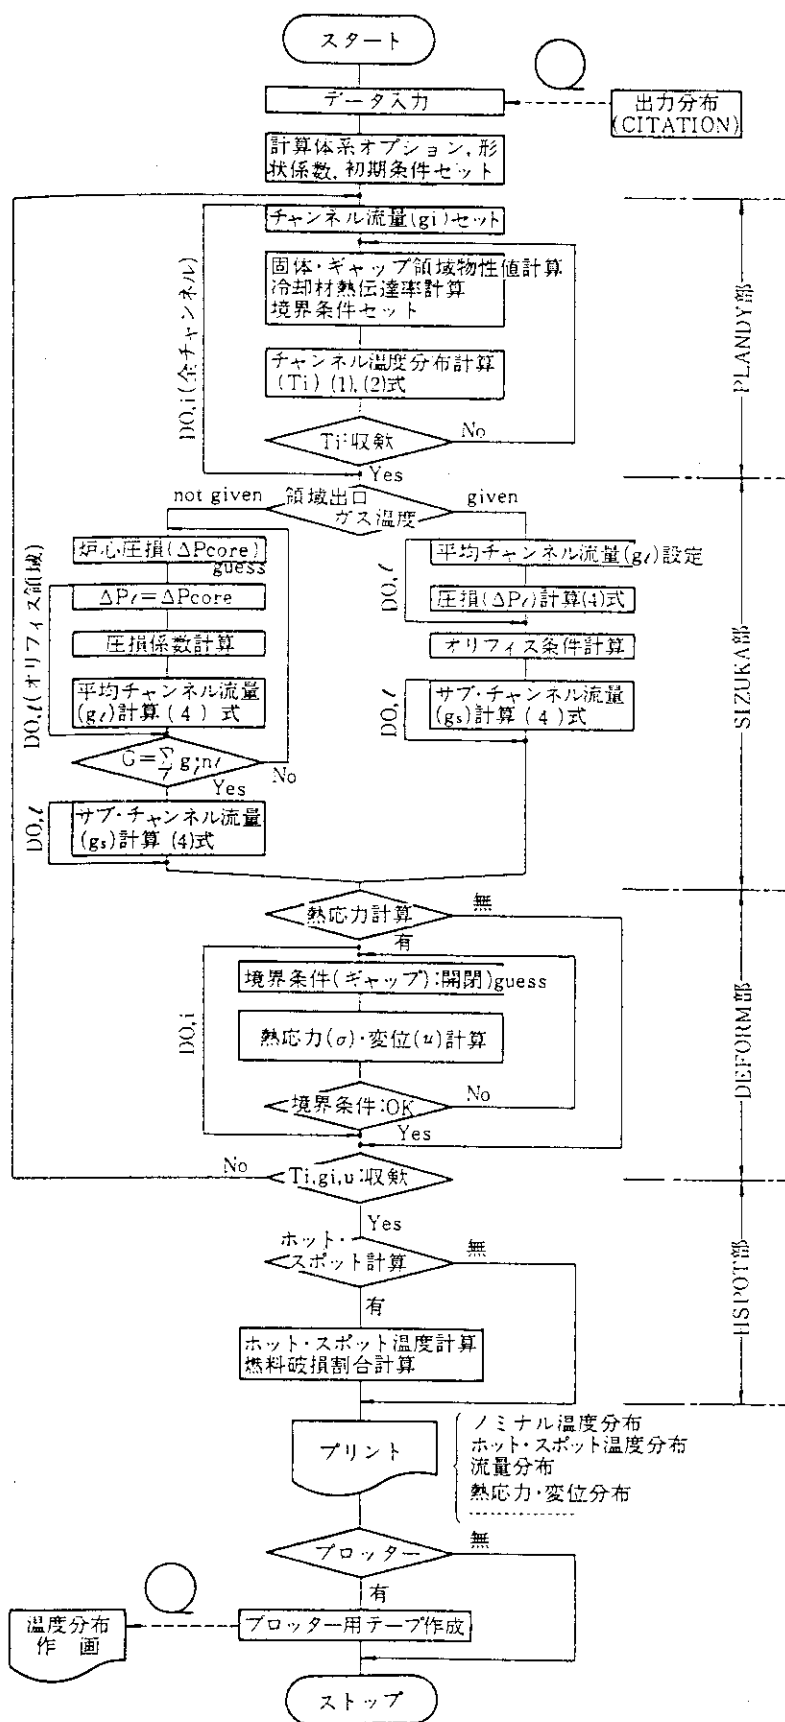 スタート
データ入力
出力分布
(CITATION)
計算体系オプション,形
状係数,初期条件セット
チャンネル流量(gi)セット
DO,i(全チャンネル)
固体・ギャップ領域物性値計算
冷却材熱伝達率計算
境界条件セット
チャンネル温度分布計算
(Ti) (1),(2)式
Ti:収斂
No
Yes
PLANDY部
not given
領域出口
ガス温度
given
炉心圧損(ΔPcore)
guess
DO,ℓ(オリフィス領域)
ΔPℓ=ΔPcore
圧損係数計算
平均チャンネル流量
(gℓ)計算(4)式
G=Σgℓnℓ
ℓ
No
Yes
DO,ℓ
サブ・チャンネル流量
(gs)計算(4)式
平均チャンネル流量(gℓ)設定
DO,ℓ
圧損(ΔPℓ)計算(4)式
オリフィス条件計算
DO,ℓ
サブ・チャンネル流量
(gs)計算(4)式
SIZUKA部
熱応力計算
無
有
境界条件(ギャップ):開閉)guess
DO,i
熱応力(σ)・変位(u)計算
境界条件:OK
No
Yes
DEFORM部
No
Ti,gi,u:収斂
Yes
ホット・
スポット計算
無
有
ホット・スポット温度計算
燃料破損割合計算
HSPOT部
プリント
ノミナル温度分布
ホット・スポット温度分布
流量分布
熱応力・変位分布
プロッター
無
有
プロッター用テープ作成
温度分布
作 画
ストップ